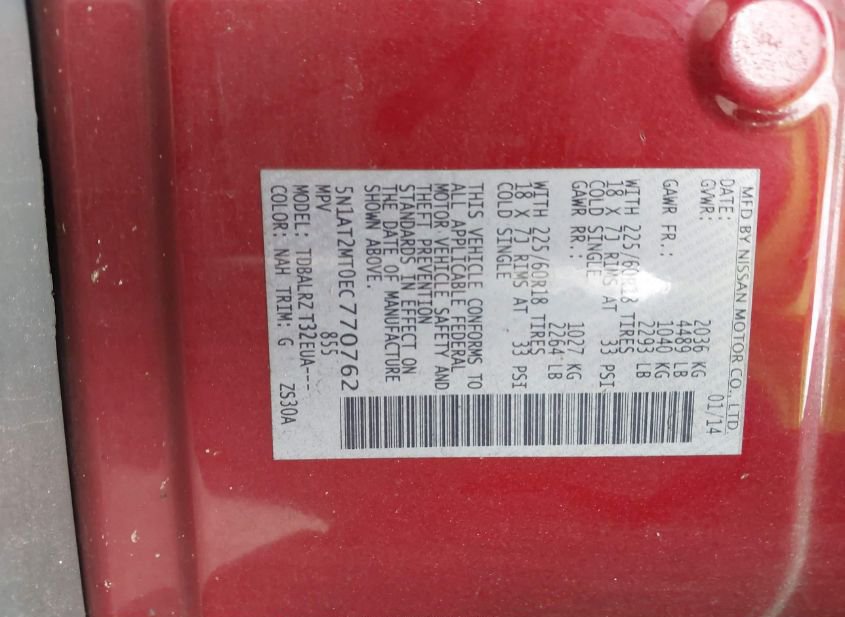 MFD BY NISSAN MOTOR CO., LTD.
DATE: 01/14
GVWR: 2036 KG
4489 LB
GAWR FR.: 1040 KG
2293 LB
WITH 225/60R18 TIRES
18 X 7J RIMS AT 33 PSI
COLD SINGLE
GAWR RR.: 1027 KG
2264 LB
WITH 225/60R18 TIRES
18 X 7J RIMS AT 33 PSI
COLD SINGLE
THIS VEHICLE CONFORMS TO
ALL APPLICABLE FEDERAL
MOTOR VEHICLE SAFETY AND
THEFT PREVENTION
STANDARDS IN EFFECT ON
THE DATE OF MANUFACTURE
SHOWN ABOVE.
5N1AT2MT0EC770762
MPV 855
MODEL: TDBALRZ T32EUA----
COLOR: NAH TRIM: G ZS30A